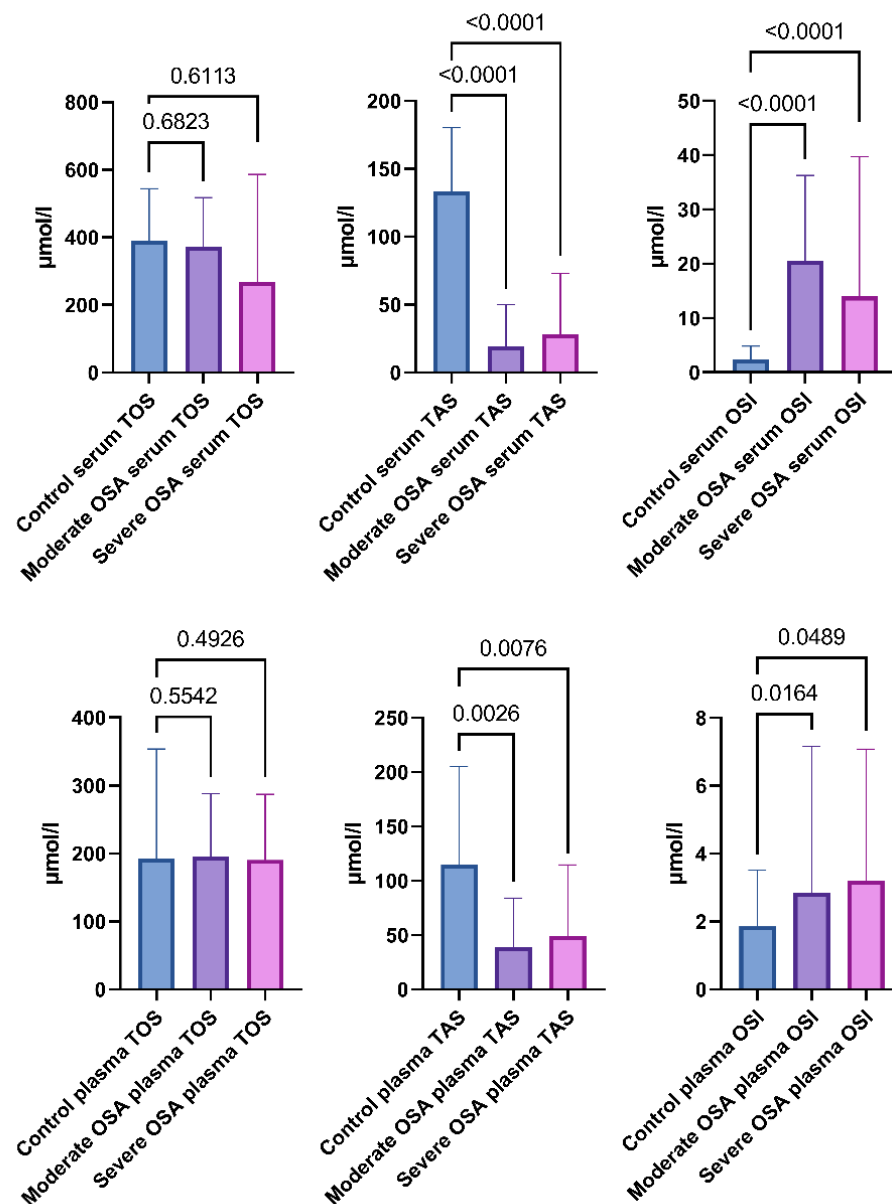 <0.0001
<0.0001
0.6113
<0.0001
<0.0001
0.6823
µmol/l
800
600
400
200
0
Control serum TOS
Moderate OSA serum TOS
Severe OSA serum TOS
µmol/l
200
150
100
50
0
Control serum TAS
Moderate OSA serum TAS
Severe OSA serum TAS
µmol/l
50
40
30
20
10
0
Control serum OSI
Moderate OSA serum OSI
Severe OSA serum OSI
0.4926
0.5542
µmol/l
400
300
200
100
0
Control plasma TOS
Moderate OSA plasma TOS
Severe OSA plasma TOS
0.0076
0.0026
µmol/l
250
200
150
100
50
0
Control plasma TAS
Moderate OSA plasma TAS
Severe OSA plasma TAS
0.0489
0.0164
µmol/l
8
6
4
2
0
Control plasma OSI
Moderate OSA plasma OSI
Severe OSA plasma OSI